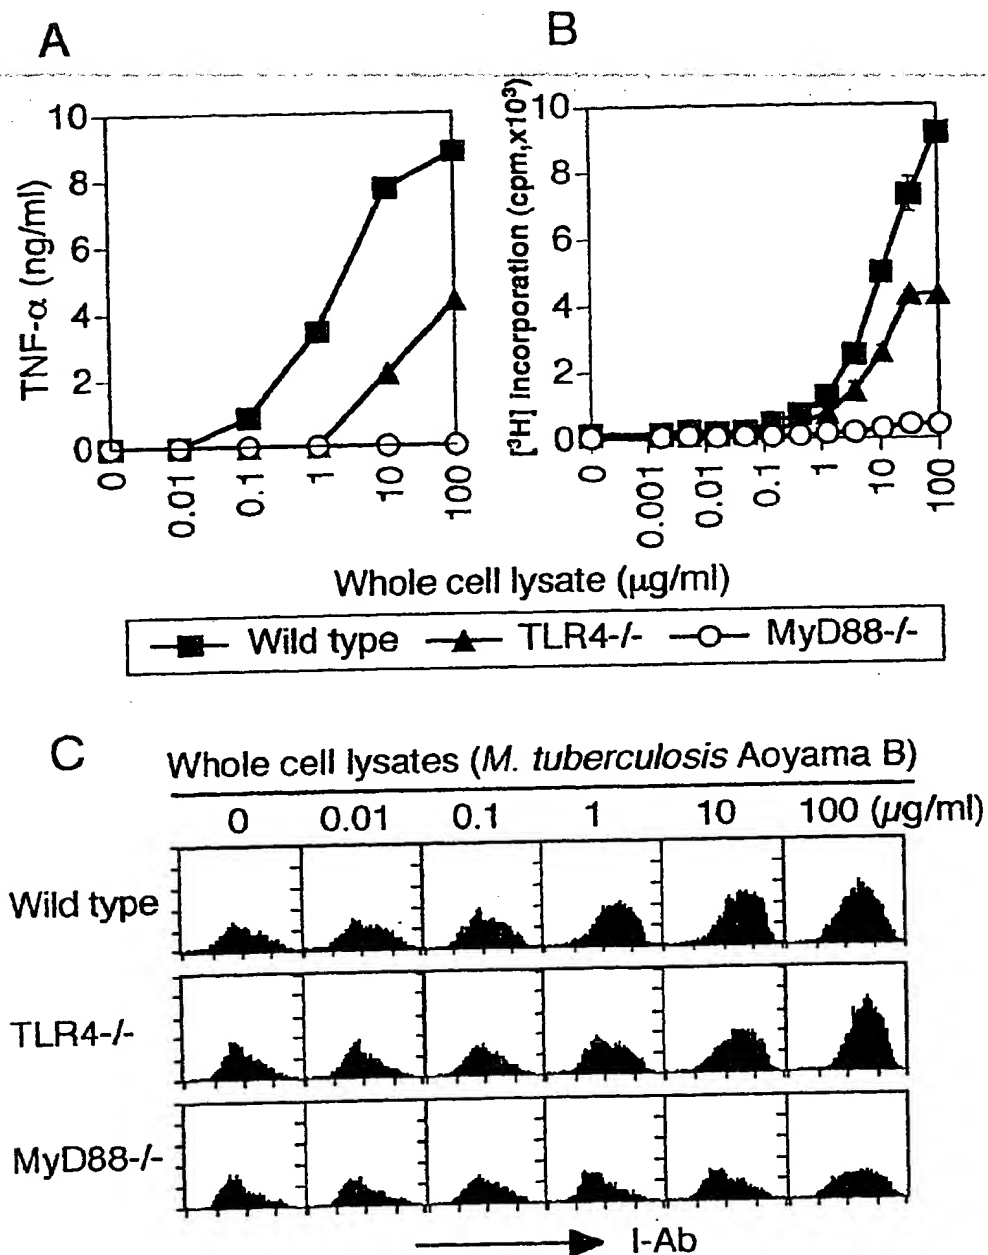 A
B
TNF-α (ng/ml)
10
8
6
4
2
0
0
0.01
0.1
1
10
100
[³H] incorporation (cpm,x10³)
10
8
6
4
2
0
0
0.001
0.01
0.1
1
10
100
Whole cell lysate (μg/ml)
Wild type TLR4-/- MyD88-/-
C
Whole cell lysates (M. tuberculosis Aoyama B)
0 0.01 0.1 1 10 100 (μg/ml)
Wild type
TLR4-/-
MyD88-/-
I-Ab